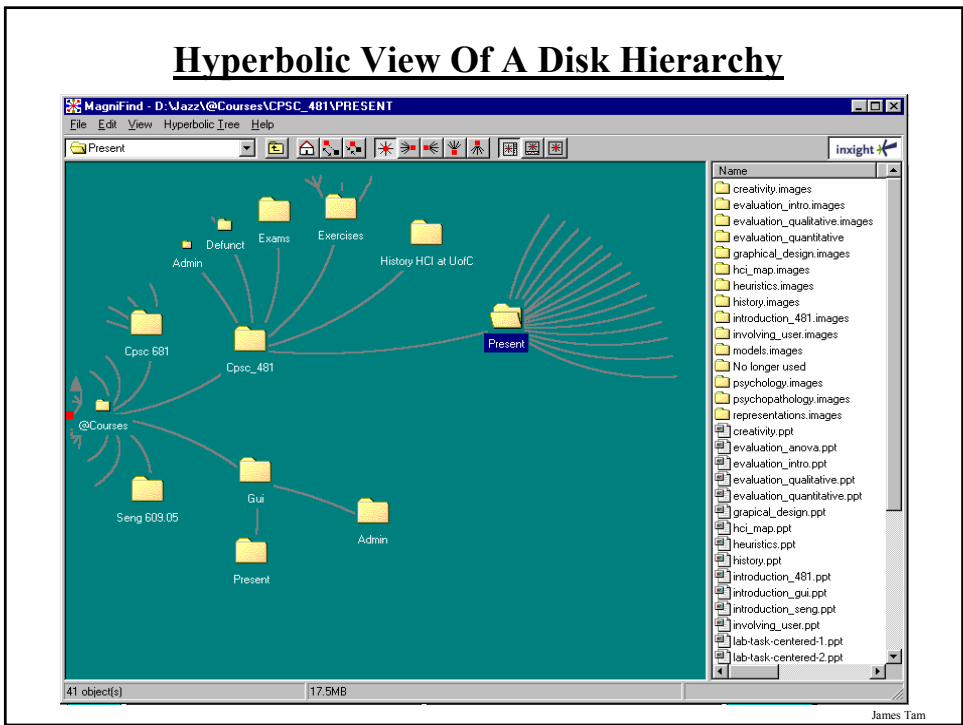 Hyperbolic View Of A Disk Hierarchy
MagniFind - D:\Jazz\@Courses\CPSC_481\PRESENT
File Edit View Hyperbolic Tree Help
Present
inxight
Exams
Exercises
Defunct
History HCI at UofC
Admin
Present
Cpsc 681
Cpsc_481
@Courses
Gui
Seng 609.05
Admin
Present
Name
creativity.images
evaluation_intro.images
evaluation_qualitative.images
evaluation_quantitative
graphical_design.images
hci_map.images
heuristics.images
history.images
introduction_481.images
involving_user.images
models.images
No longer used
psychology.images
psychopathology.images
representations.images
creativity.ppt
evaluation_anova.ppt
evaluation_intro.ppt
evaluation_qualitative.ppt
evaluation_quantitative.ppt
grapical_design.ppt
hci_map.ppt
heuristics.ppt
history.ppt
introduction_481.ppt
introduction_gui.ppt
introduction_seng.ppt
involving_user.ppt
lab-task-centered-1.ppt
lab-task-centered-2.ppt
41 object(s)
17.5MB
James Tam